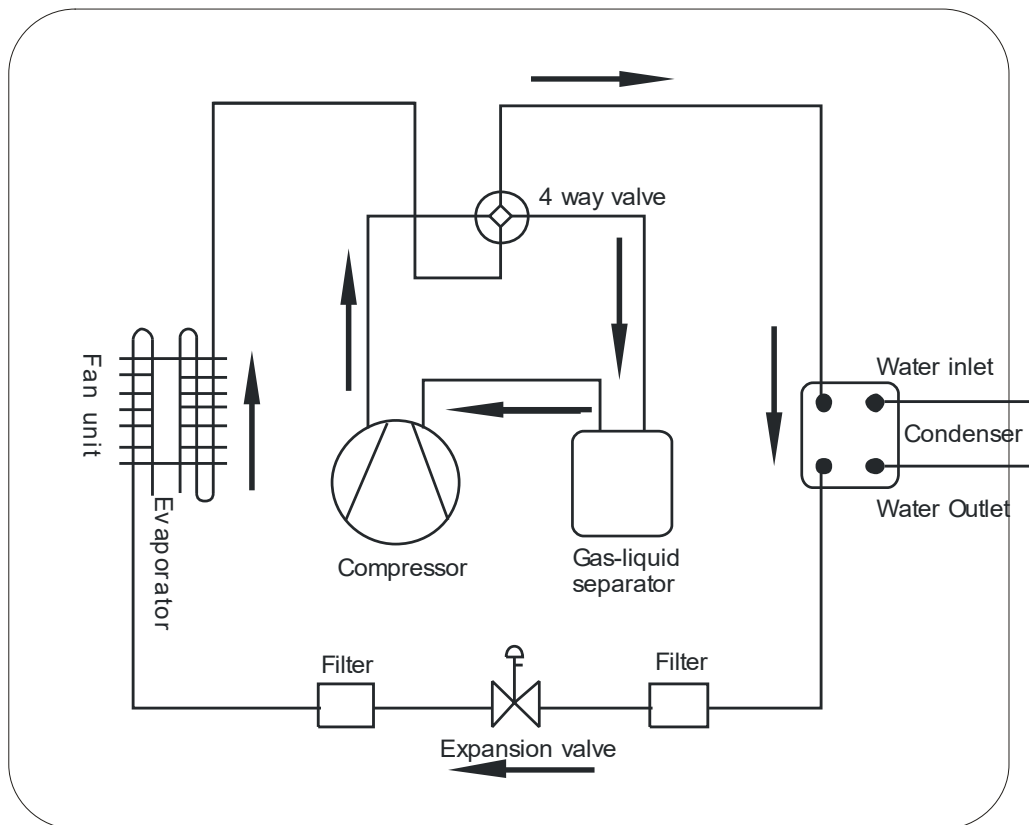 4 way valve
Fan unit
Evaporator
Water inlet
Condenser
Water Outlet
Compressor
Gas-liquid
separator
Filter
Filter
Expansion valve